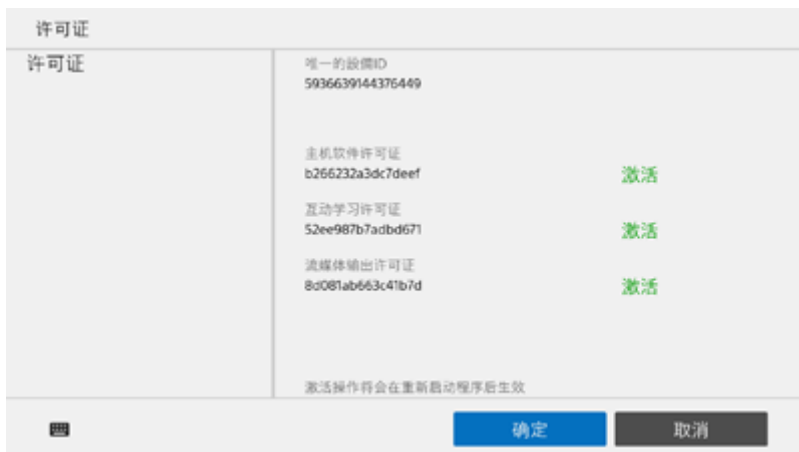 许可证
许可证
唯一的設備ID
5936639144376449
主机软件许可证
b266232a3dc7deef
激活
互动学习许可证
52ee987b7adbd671
激活
流媒体输出许可证
8d081ab663c41b7d
激活
激活操作将会在重新启动程序后生效
确定
取消